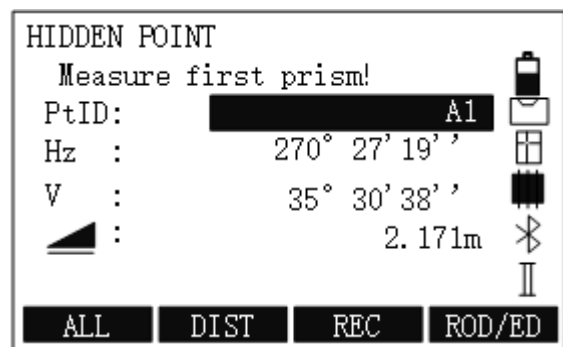 HIDDEN POINT
Measure first prism!
PtID: A1
Hz : 270° 27'19''
V : 35° 30'38''
: 2.171m
ALL DIST REC ROD/ED